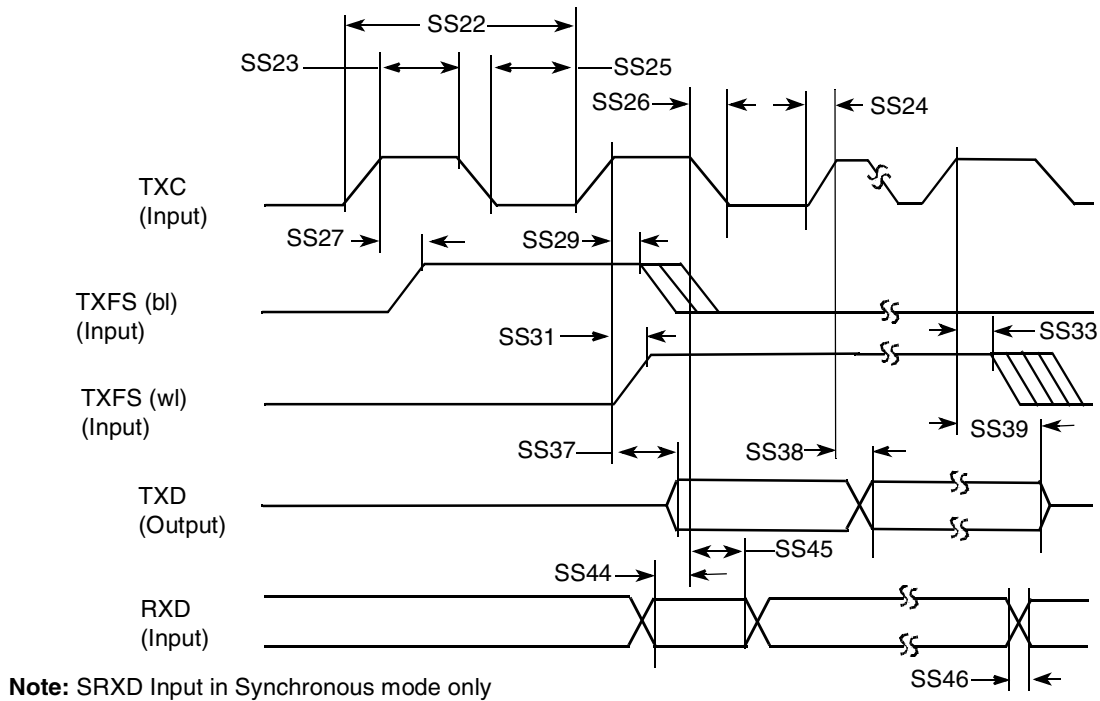 SS22
SS23
SS25
SS26
SS24
TXC
(Input)
SS27
SS29
TXFS (bl)
(Input)
SS31
SS33
TXFS (wl)
(Input)
SS39
SS37
SS38
TXD
(Output)
SS45
SS44
RXD
(Input)
SS46
Note: SRXD Input in Synchronous mode only